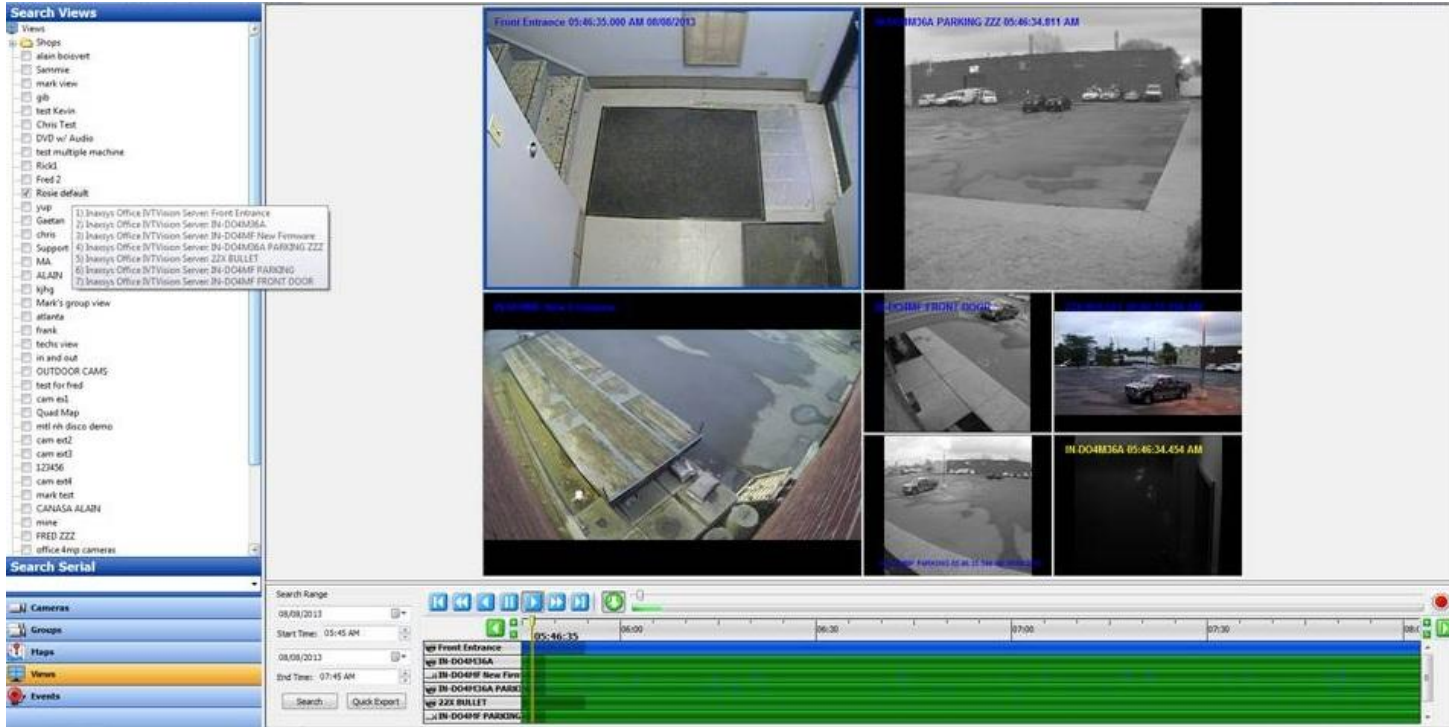 Search Views
Views
Shops
alain boisvert
Sammie
mark view
gib
test Kevin
Chris Test
DVD w/ Audio
test multiple machine
Rick1
Fred 2
Rosie default
yup
Gaetan
chris
Support
MA
ALAIN
kjhg
Mark's group view
atlanta
frank
techs view
in and out
OUTDOOR CAMS
test for fred
cam es1
Quad Map
mtl nh disco demo
cam ext2
cam ext3
123456
cam ext4
mark test
CANASA ALAIN
mine
FRED ZZZ
office 4mp cameras
1) Inaxsys Office IVTVision Server: Front Entrance
2) Inaxsys Office IVTVision Server: IN-DO4M36A
3) Inaxsys Office IVTVision Server: IN-DO4MF New Firmware
4) Inaxsys Office IVTVision Server: IN-DO4M36A PARKING ZZZ
5) Inaxsys Office IVTVision Server: 22X BULLET
6) Inaxsys Office IVTVision Server: IN-DO4MF PARKING
7) Inaxsys Office IVTVision Server: IN-DO4MF FRONT DOOR
Front Entrance 05:46:35.000 AM 08/08/2013
IN-DO4M36A PARKING ZZZ 05:46:34.811 AM
IN-DO4MF FRONT DOOR
IN-DO4M36A 05:46:34.454 AM
Search Serial
Cameras
Groups
Maps
Views
Events
Search Range
08/08/2013
Start Time: 05:45 AM
08/08/2013
End Time: 07:45 AM
Search
Quick Export
05:46:35
06:00
06:30
07:00
07:30
08:
Front Entrance
IN-DO4M36A
IN-DO4MF New Firm
IN-DO4M36A PARKI
22X BULLET
IN-DO4MF PARKING